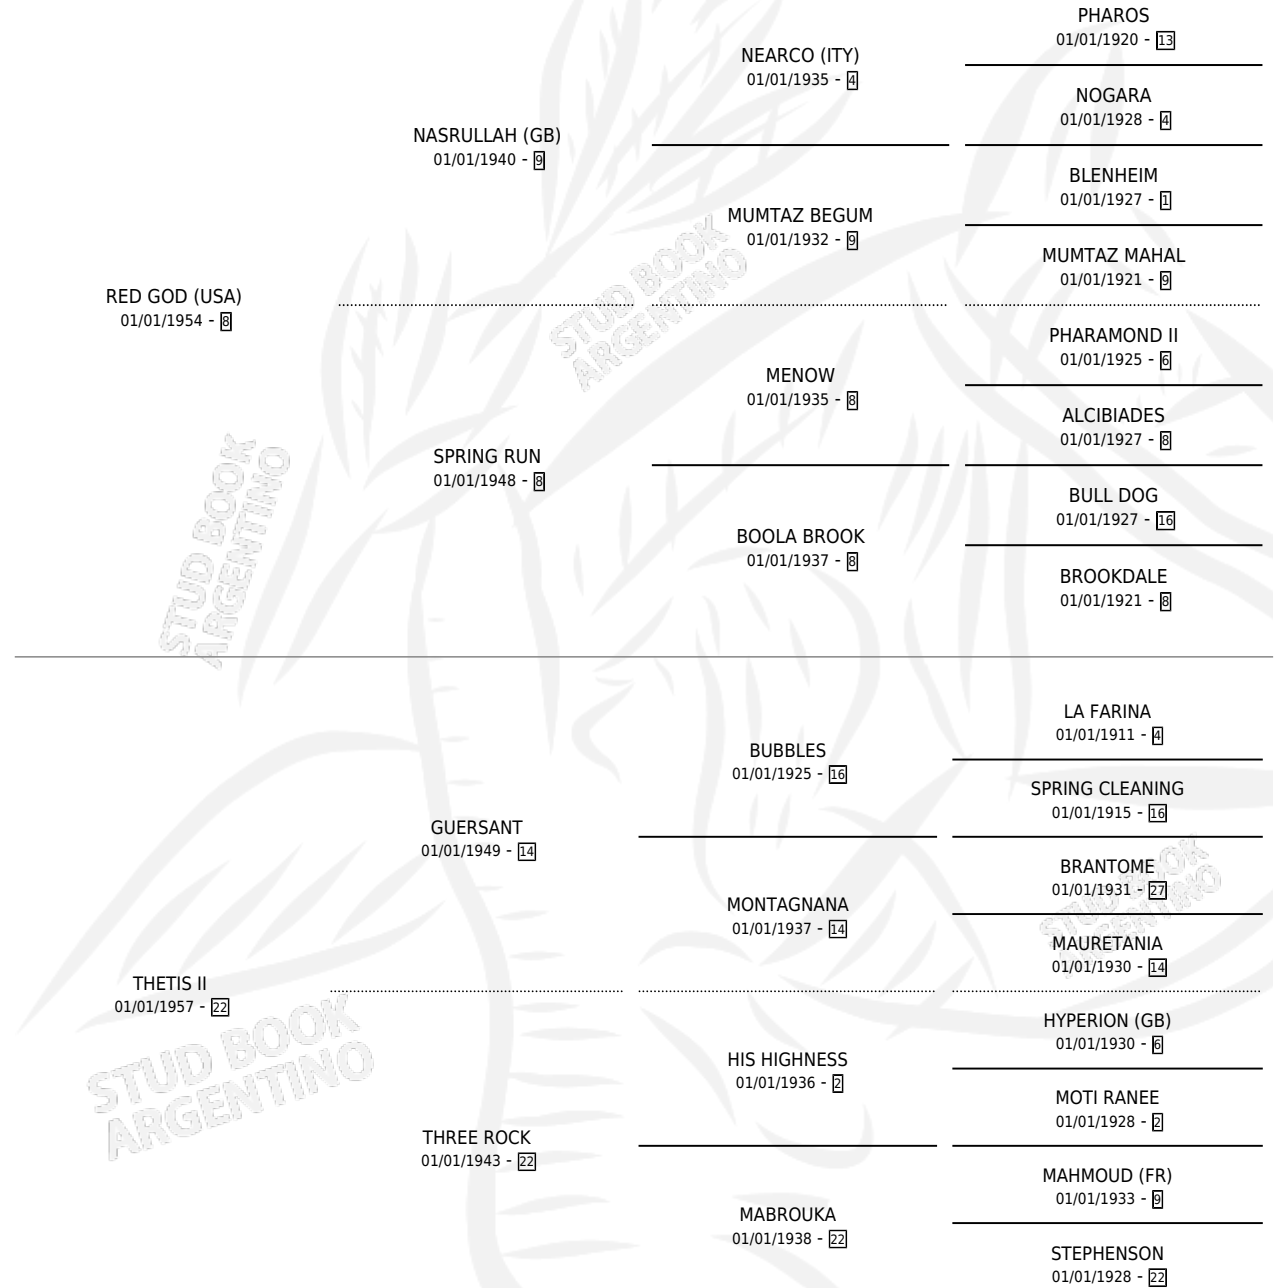 PHAROS
01/01/1920 - 13
NEARCO (ITY)
01/01/1935 - 4
NOGARA
01/01/1928 - 4
NASRULLAH (GB)
01/01/1940 - 9
BLENHEIM
01/01/1927 - 1
MUMTAZ BEGUM
01/01/1932 - 9
MUMTAZ MAHAL
01/01/1921 - 9
RED GOD (USA)
01/01/1954 - 8
STUD BOOK
ARGENTINO
PHARAMOND II
01/01/1925 - 6
MENOW
01/01/1935 - 8
ALCIBIADES
01/01/1927 - 8
SPRING RUN
01/01/1948 - 8
BULL DOG
01/01/1927 - 16
BOOLA BROOK
01/01/1937 - 8
BROOKDALE
01/01/1921 - 8
STUD BOOK
ARGENTINO
LA FARINA
01/01/1911 - 4
BUBBLES
01/01/1925 - 16
SPRING CLEANING
01/01/1915 - 16
GUERSANT
01/01/1949 - 14
BRANTOME
01/01/1931 - 27
MONTAGNANA
01/01/1937 - 14
STUD BOOK
ARGENTINO
MAURETANIA
01/01/1930 - 14
THETIS II
01/01/1957 - 22
STUD BOOK
ARGENTINO
HYPERION (GB)
01/01/1930 - 6
HIS HIGHNESS
01/01/1936 - 2
MOTI RANEE
01/01/1928 - 2
THREE ROCK
01/01/1943 - 22
MAHMOUD (FR)
01/01/1933 - 9
MABROUKA
01/01/1938 - 22
STEPHENSON
01/01/1928 - 22